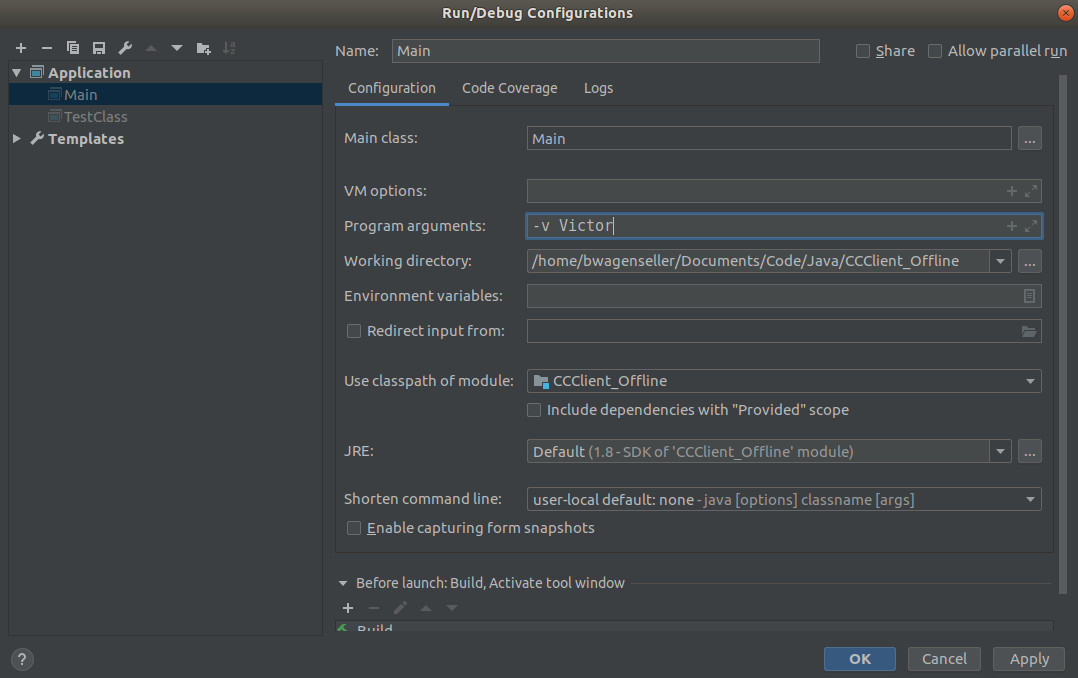 Run/Debug Configurations
Name: Main Share Allow parallel run
Application
Main
TestClass
Templates
Configuration Code Coverage Logs
Main class: Main ...
VM options:
Program arguments: -v Victor
Working directory: /home/bwagenseller/Documents/Code/Java/CCClient_Offline ...
Environment variables:
Redirect input from:
Use classpath of module: CCClient_Offline
Include dependencies with "Provided" scope
JRE: Default (1.8 - SDK of 'CCClient_Offline' module) ...
Shorten command line: user-local default: none - java [options] classname [args]
Enable capturing form snapshots
Before launch: Build, Activate tool window
Build
? OK Cancel Apply